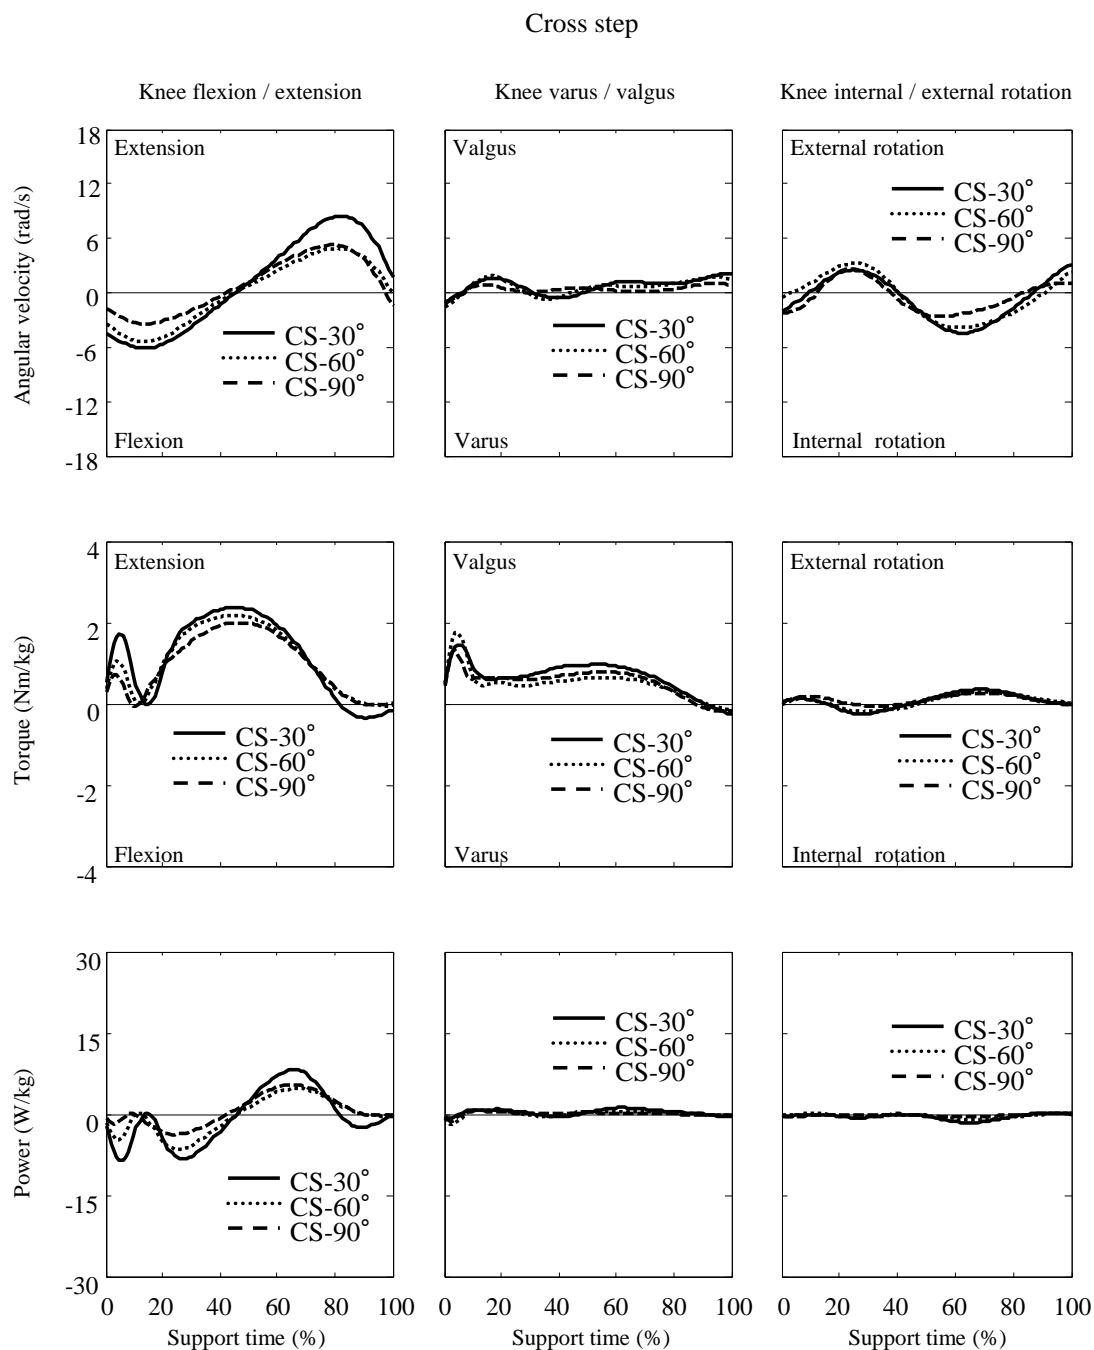 Cross step
Knee flexion / extension
Knee varus / valgus
Knee internal / external rotation
Angular velocity (rad/s)
18
12
6
0
-6
-12
-18
Extension
CS-30°
CS-60°
CS-90°
Flexion
Valgus
CS-30°
CS-60°
CS-90°
Varus
External rotation
CS-30°
CS-60°
CS-90°
Internal rotation
Torque (Nm/kg)
4
2
0
-2
-4
Extension
CS-30°
CS-60°
CS-90°
Flexion
Valgus
CS-30°
CS-60°
CS-90°
Varus
External rotation
CS-30°
CS-60°
CS-90°
Internal rotation
Power (W/kg)
30
15
0
-15
-30
CS-30°
CS-60°
CS-90°
CS-30°
CS-60°
CS-90°
CS-30°
CS-60°
CS-90°
0 20 40 60 80 100
Support time (%)
0 20 40 60 80 100
Support time (%)
0 20 40 60 80 100
Support time (%)